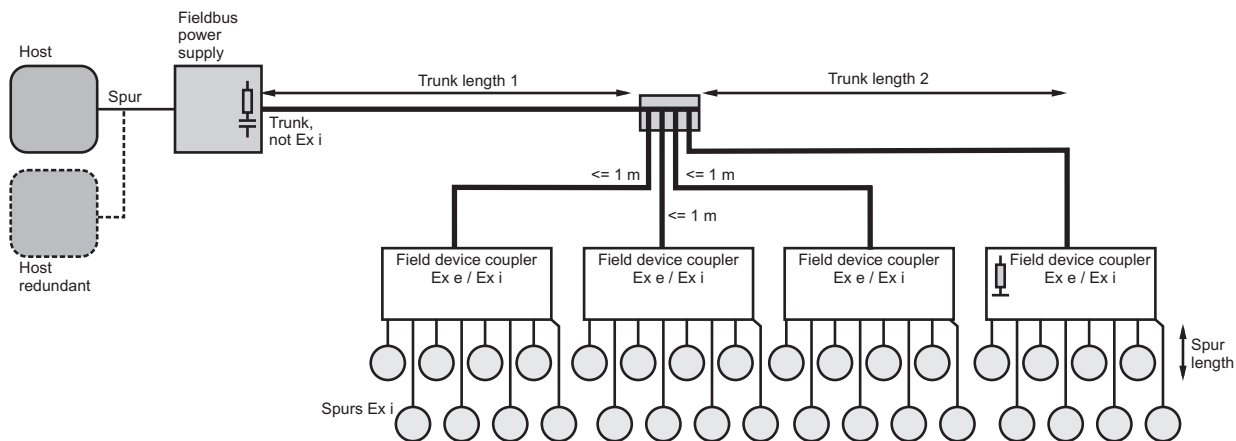 Host
Fieldbus
power
supply
Spur
Trunk length 1
Trunk length 2
Trunk,
not Ex i
<= 1 m
<= 1 m
<= 1 m
Host
redundant
Field device coupler
Ex e / Ex i
Field device coupler
Ex e / Ex i
Field device coupler
Ex e / Ex i
Field device coupler
Ex e / Ex i
Spur
length
Spurs Ex i